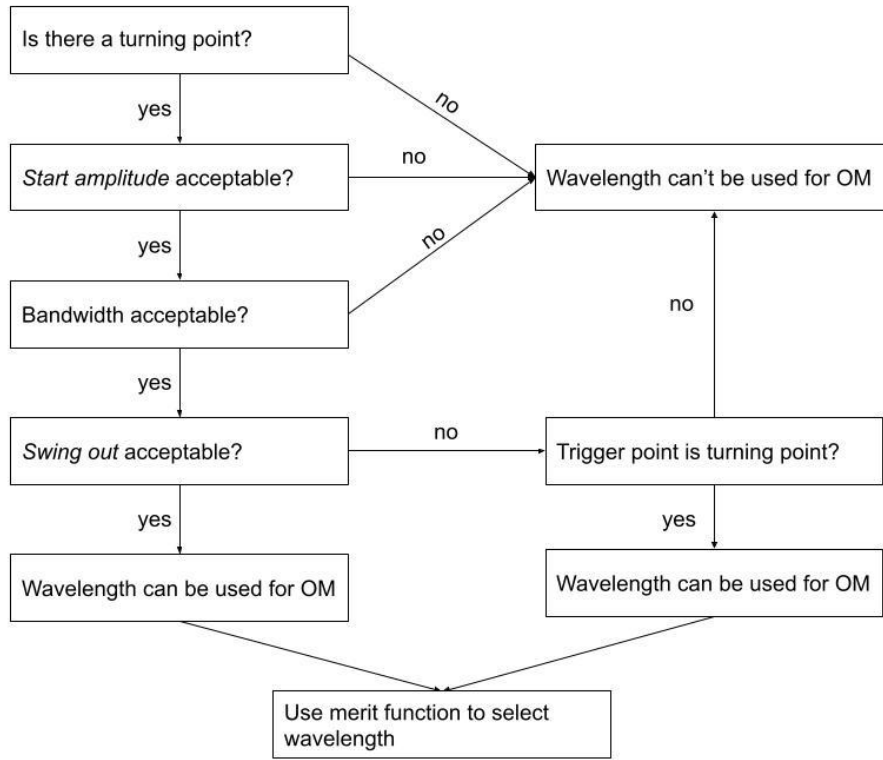 Is there a turning point?
no
yes
Start amplitude acceptable?
no
Wavelength can't be used for OM
yes
no
Bandwidth acceptable?
no
yes
Swing out acceptable?
no
Trigger point is turning point?
yes
yes
Wavelength can be used for OM
Wavelength can be used for OM
Use merit function to select
wavelength